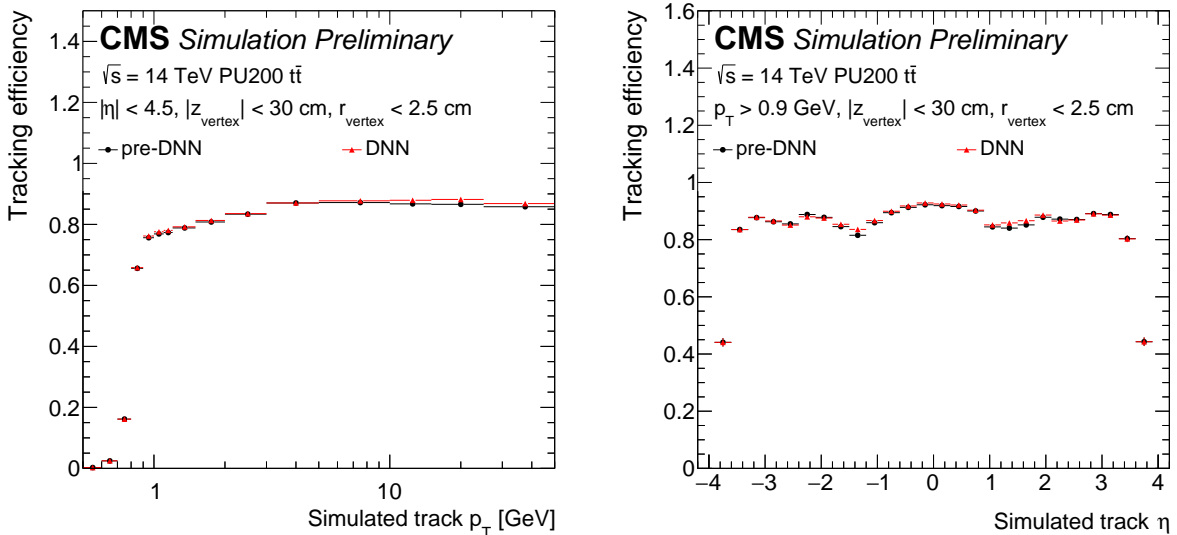 CMS Simulation Preliminary
√s = 14 TeV PU200 tt̄
|η| < 4.5, |z_vertex| < 30 cm, r_vertex < 2.5 cm
pre-DNN DNN
Tracking efficiency
1.4
1.2
1
0.8
0.6
0.4
0.2
0
1 10
Simulated track p_T [GeV]
CMS Simulation Preliminary
√s = 14 TeV PU200 tt̄
p_T > 0.9 GeV, |z_vertex| < 30 cm, r_vertex < 2.5 cm
pre-DNN DNN
Tracking efficiency
1.6
1.4
1.2
1
0.8
0.6
0.4
0.2
0
−4 −3 −2 −1 0 1 2 3 4
Simulated track η